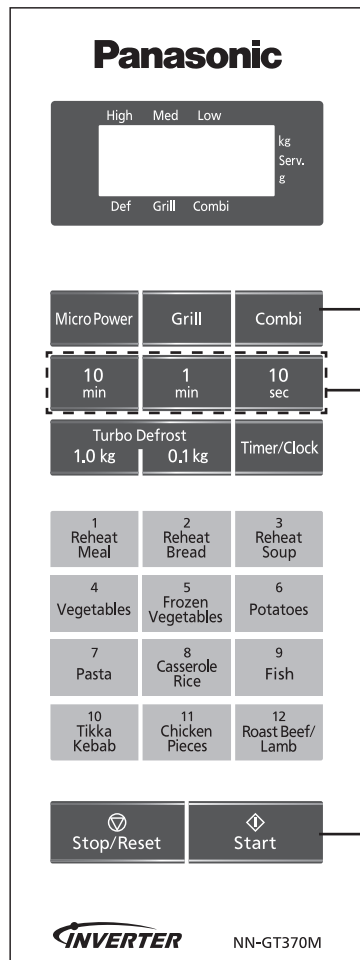 Panasonic
High Med Low
kg
Serv.
g
Def Grill Combi
Micro Power Grill Combi
10 min 1 min 10 sec
Turbo Defrost
1.0 kg 0.1 kg Timer/Clock
1 Reheat Meal
2 Reheat Bread
3 Reheat Soup
4 Vegetables
5 Frozen Vegetables
6 Potatoes
7 Pasta
8 Casserole Rice
9 Fish
10 Tikka Kebab
11 Chicken Pieces
12 Roast Beef/ Lamb
Stop/Reset Start
INVERTER NN-GT370M